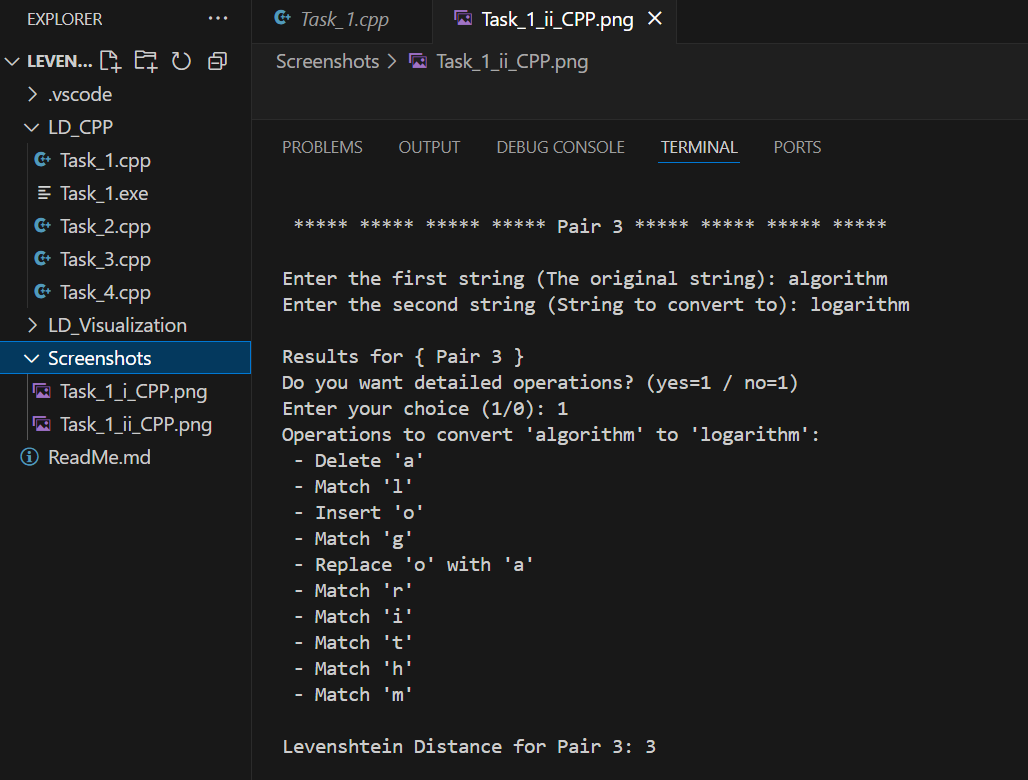 EXPLORER
LEVEN...
.vscode
LD_CPP
Task_1.cpp
Task_1.exe
Task_2.cpp
Task_3.cpp
Task_4.cpp
LD_Visualization
Screenshots
Task_1_i_CPP.png
Task_1_ii_CPP.png
ReadMe.md
Task_1.cpp
Task_1_ii_CPP.png
Screenshots > Task_1_ii_CPP.png
PROBLEMS OUTPUT DEBUG CONSOLE TERMINAL PORTS
***** ***** ***** ***** Pair 3 ***** ***** ***** *****
Enter the first string (The original string): algorithm
Enter the second string (String to convert to): logarithm
Results for { Pair 3 }
Do you want detailed operations? (yes=1 / no=1)
Enter your choice (1/0): 1
Operations to convert 'algorithm' to 'logarithm':
- Delete 'a'
- Match 'l'
- Insert 'o'
- Match 'g'
- Replace 'o' with 'a'
- Match 'r'
- Match 'i'
- Match 't'
- Match 'h'
- Match 'm'
Levenshtein Distance for Pair 3: 3